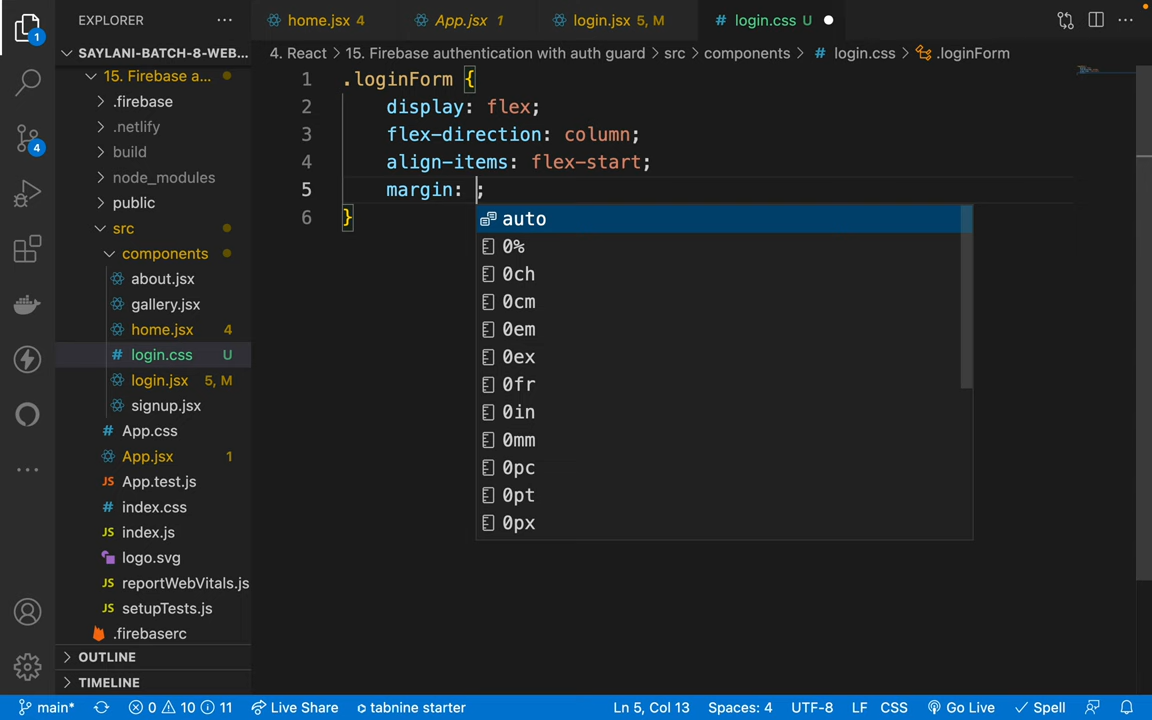 EXPLORER
home.jsx 4
App.jsx 1
login.jsx 5, M
login.css U
SAYLANI-BATCH-8-WEB...
4. React > 15. Firebase authentication with auth guard > src > components > # login.css > .loginForm
15. Firebase a...
.firebase
.netlify
build
node_modules
public
src
components
about.jsx
gallery.jsx
home.jsx 4
login.css U
login.jsx 5, M
signup.jsx
App.css
App.jsx 1
App.test.js
index.css
index.js
logo.svg
reportWebVitals.js
setupTests.js
.firebaserc
OUTLINE
TIMELINE
1 .loginForm {
2 display: flex;
3 flex-direction: column;
4 align-items: flex-start;
5 margin: ;
6 }
auto
0%
0ch
0cm
0em
0ex
0fr
0in
0mm
0pc
0pt
0px
1
4
main* 0 10 11 Live Share tabnine starter Ln 5, Col 13 Spaces: 4 UTF-8 LF CSS Go Live Spell